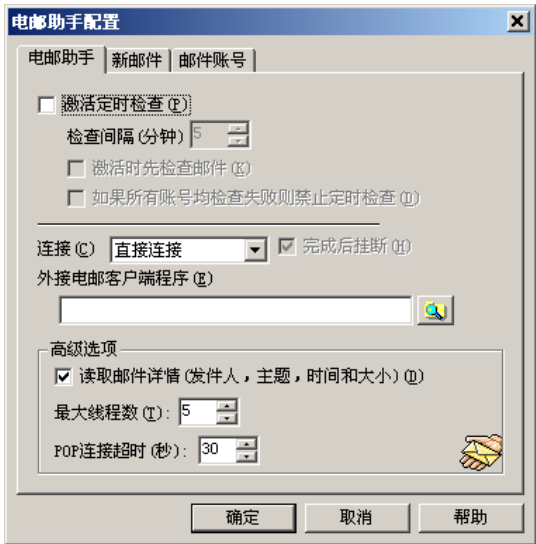 电邮助手配置
电邮助手 新邮件 邮件账号
激活定时检查(P)
检查间隔(分钟) 5
激活时先检查邮件(K)
如果所有账号均检查失败则禁止定时检查(D)
连接(C) 直接连接 完成后挂断(H)
外接电邮客户端程序(E)
高级选项
读取邮件详情(发件人，主题，时间和大小)(D)
最大线程数(T): 5
POP连接超时(秒): 30
确定 取消 帮助